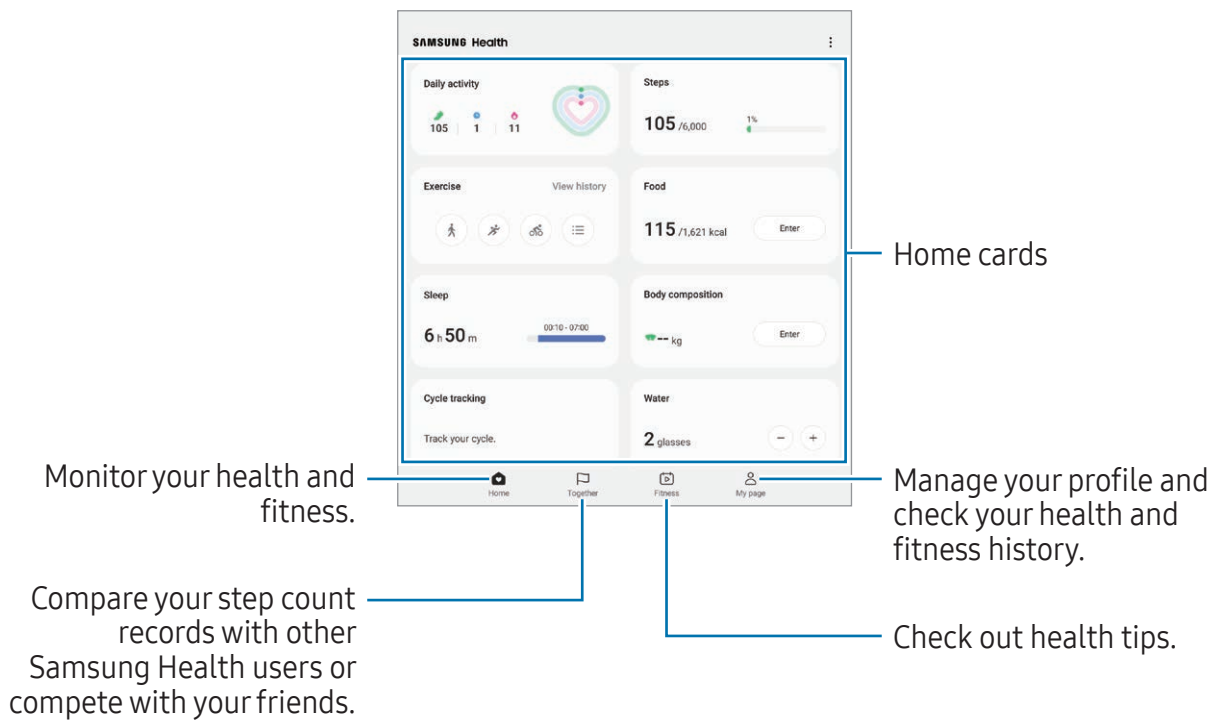 SAMSUNG Health
Daily activity
105 1 11
Steps
105 /6,000
1%
Exercise View history
Food
115 /1,621 kcal
Enter
Sleep
6 h 50 m
00:10 - 07:00
Body composition
-- kg
Enter
Cycle tracking
Track your cycle.
Water
2 glasses
Home Together Fitness My page
Home cards
Monitor your health and
fitness.
Compare your step count
records with other
Samsung Health users or
compete with your friends.
Manage your profile and
check your health and
fitness history.
Check out health tips.